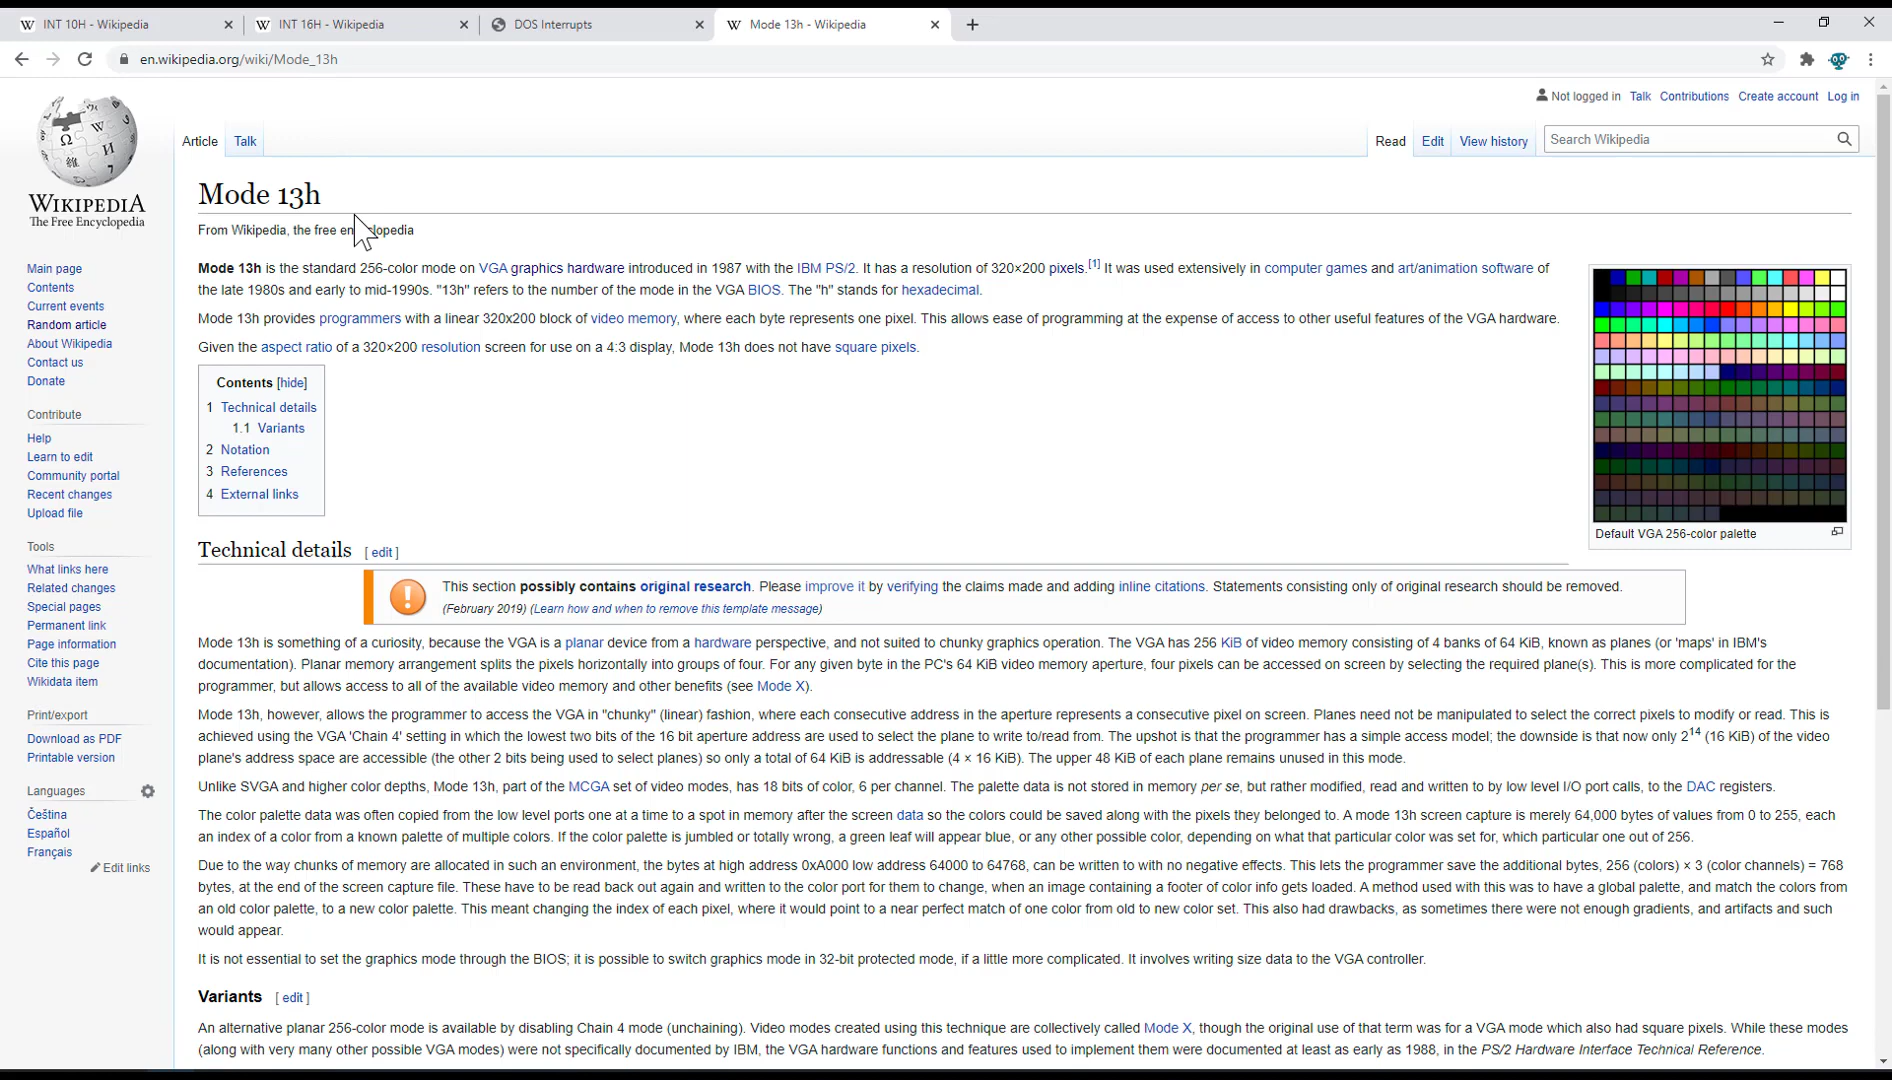 INT 10H - Wikipedia
INT 16H - Wikipedia
DOS Interrupts
Mode 13h - Wikipedia
en.wikipedia.org/wiki/Mode_13h
Not logged in Talk Contributions Create account Log in
Article Talk Read Edit View history Search Wikipedia
WIKIPEDIA
The Free Encyclopedia
Main page
Contents
Current events
Random article
About Wikipedia
Contact us
Donate
Contribute
Help
Learn to edit
Community portal
Recent changes
Upload file
Tools
What links here
Related changes
Special pages
Permanent link
Page information
Cite this page
Wikidata item
Print/export
Download as PDF
Printable version
Languages
Čeština
Español
Français
Edit links
Mode 13h
From Wikipedia, the free encyclopedia
Mode 13h is the standard 256-color mode on VGA graphics hardware introduced in 1987 with the IBM PS/2. It has a resolution of 320×200 pixels.[1] It was used extensively in computer games and art/animation software of
the late 1980s and early to mid-1990s. "13h" refers to the number of the mode in the VGA BIOS. The "h" stands for hexadecimal.
Mode 13h provides programmers with a linear 320x200 block of video memory, where each byte represents one pixel. This allows ease of programming at the expense of access to other useful features of the VGA hardware.
Given the aspect ratio of a 320×200 resolution screen for use on a 4:3 display, Mode 13h does not have square pixels.
Default VGA 256-color palette
Contents [hide]
1 Technical details
1.1 Variants
2 Notation
3 References
4 External links
Technical details [ edit ]
This section possibly contains original research. Please improve it by verifying the claims made and adding inline citations. Statements consisting only of original research should be removed.
(February 2019) (Learn how and when to remove this template message)
Mode 13h is something of a curiosity, because the VGA is a planar device from a hardware perspective, and not suited to chunky graphics operation. The VGA has 256 KiB of video memory consisting of 4 banks of 64 KiB, known as planes (or 'maps' in IBM's
documentation). Planar memory arrangement splits the pixels horizontally into groups of four. For any given byte in the PC's 64 KiB video memory aperture, four pixels can be accessed on screen by selecting the required plane(s). This is more complicated for the
programmer, but allows access to all of the available video memory and other benefits (see Mode X).
Mode 13h, however, allows the programmer to access the VGA in "chunky" (linear) fashion, where each consecutive address in the aperture represents a consecutive pixel on screen. Planes need not be manipulated to select the correct pixels to modify or read. This is
achieved using the VGA 'Chain 4' setting in which the lowest two bits of the 16 bit aperture address are used to select the plane to write to/read from. The upshot is that the programmer has a simple access model; the downside is that now only 2¹⁴ (16 KiB) of the video
plane's address space are accessible (the other 2 bits being used to select planes) so only a total of 64 KiB is addressable (4 × 16 KiB). The upper 48 KiB of each plane remains unused in this mode.
Unlike SVGA and higher color depths, Mode 13h, part of the MCGA set of video modes, has 18 bits of color, 6 per channel. The palette data is not stored in memory per se, but rather modified, read and written to by low level I/O port calls, to the DAC registers.
The color palette data was often copied from the low level ports one at a time to a spot in memory after the screen data so the colors could be saved along with the pixels they belonged to. A mode 13h screen capture is merely 64,000 bytes of values from 0 to 255, each
an index of a color from a known palette of multiple colors. If the color palette is jumbled or totally wrong, a green leaf will appear blue, or any other possible color, depending on what that particular color was set for, which particular one out of 256.
Due to the way chunks of memory are allocated in such an environment, the bytes at high address 0xA000 low address 64000 to 64768, can be written to with no negative effects. This lets the programmer save the additional bytes, 256 (colors) × 3 (color channels) = 768
bytes, at the end of the screen capture file. These have to be read back out again and written to the color port for them to change, when an image containing a footer of color info gets loaded. A method used with this was to have a global palette, and match the colors from
an old color palette, to a new color palette. This meant changing the index of each pixel, where it would point to a near perfect match of one color from old to new color set. This also had drawbacks, as sometimes there were not enough gradients, and artifacts and such
would appear.
It is not essential to set the graphics mode through the BIOS; it is possible to switch graphics mode in 32-bit protected mode, if a little more complicated. It involves writing size data to the VGA controller.
Variants [ edit ]
An alternative planar 256-color mode is available by disabling Chain 4 mode (unchaining). Video modes created using this technique are collectively called Mode X, though the original use of that term was for a VGA mode which also had square pixels. While these modes
(along with very many other possible VGA modes) were not specifically documented by IBM, the VGA hardware functions and features used to implement them were documented at least as early as 1988, in the PS/2 Hardware Interface Technical Reference.